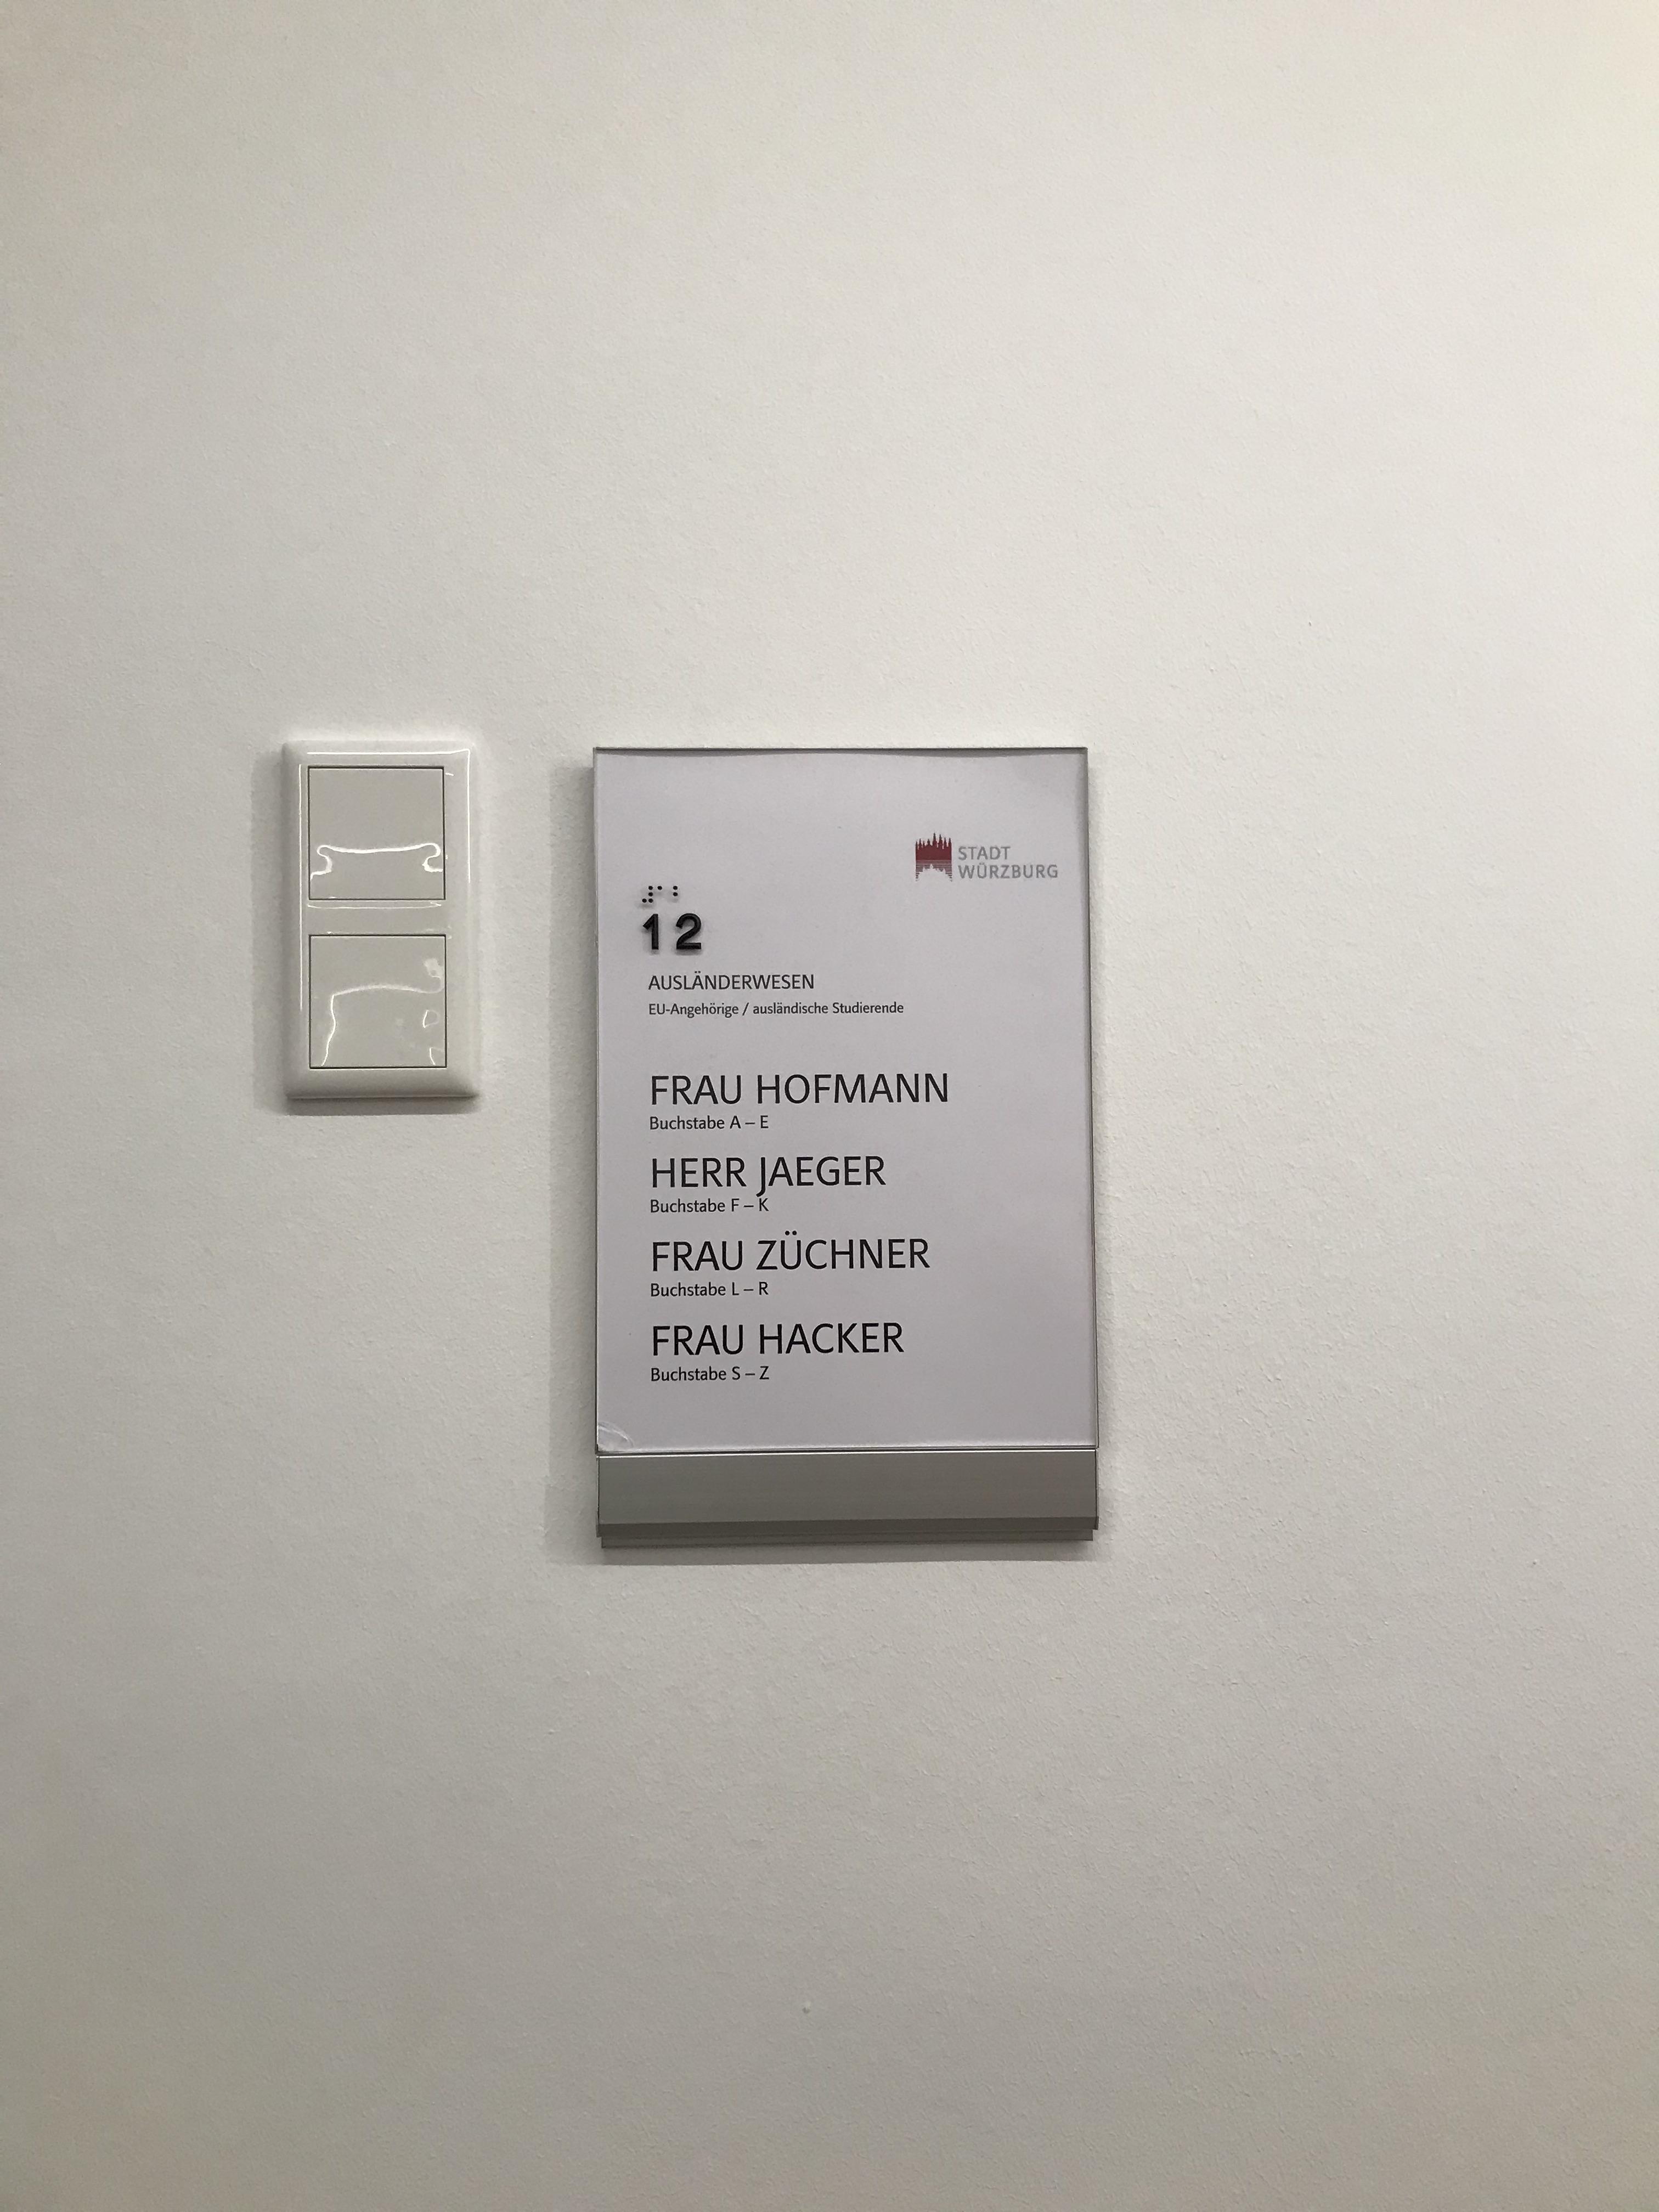 STADT
WÜRZBURG
⠼⠁⠃
12
AUSLÄNDERWESEN
EU-Angehörige / ausländische Studierende
FRAU HOFMANN
Buchstabe A – E
HERR JAEGER
Buchstabe F – K
FRAU ZÜCHNER
Buchstabe L – R
FRAU HACKER
Buchstabe S – Z